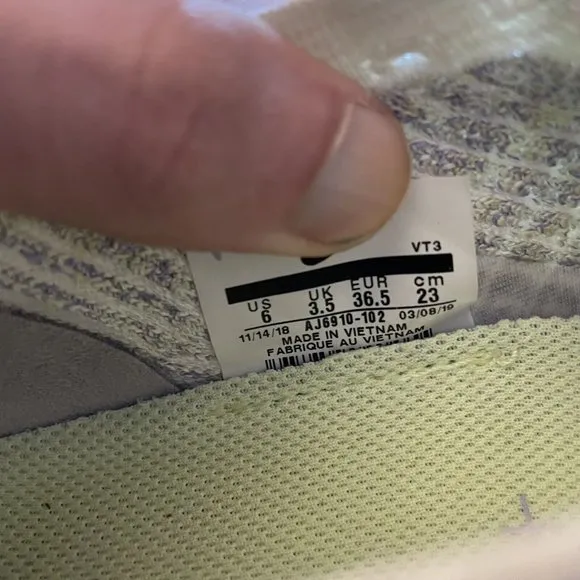 VT3
US UK EUR cm
6 3.5 36.5 23
11/14/18 AJ6910-102 03/08/19
MADE IN VIETNAM
FABRIQUE AU VIETNAM